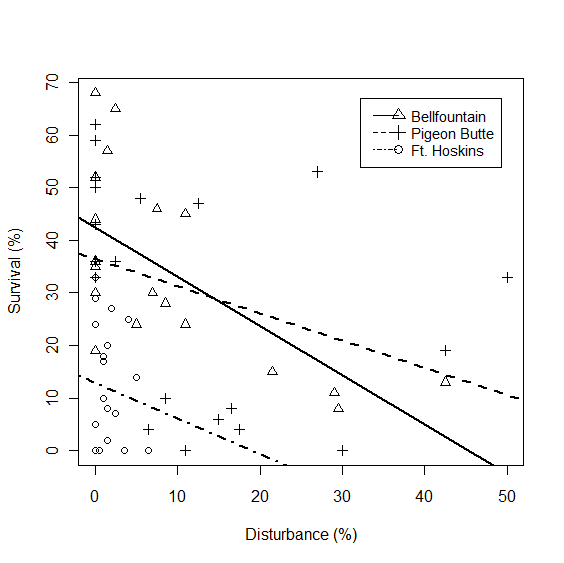 Survival (%)
70
60
50
40
30
20
10
0
Bellfountain
Pigeon Butte
Ft. Hoskins
0 10 20 30 40 50
Disturbance (%)